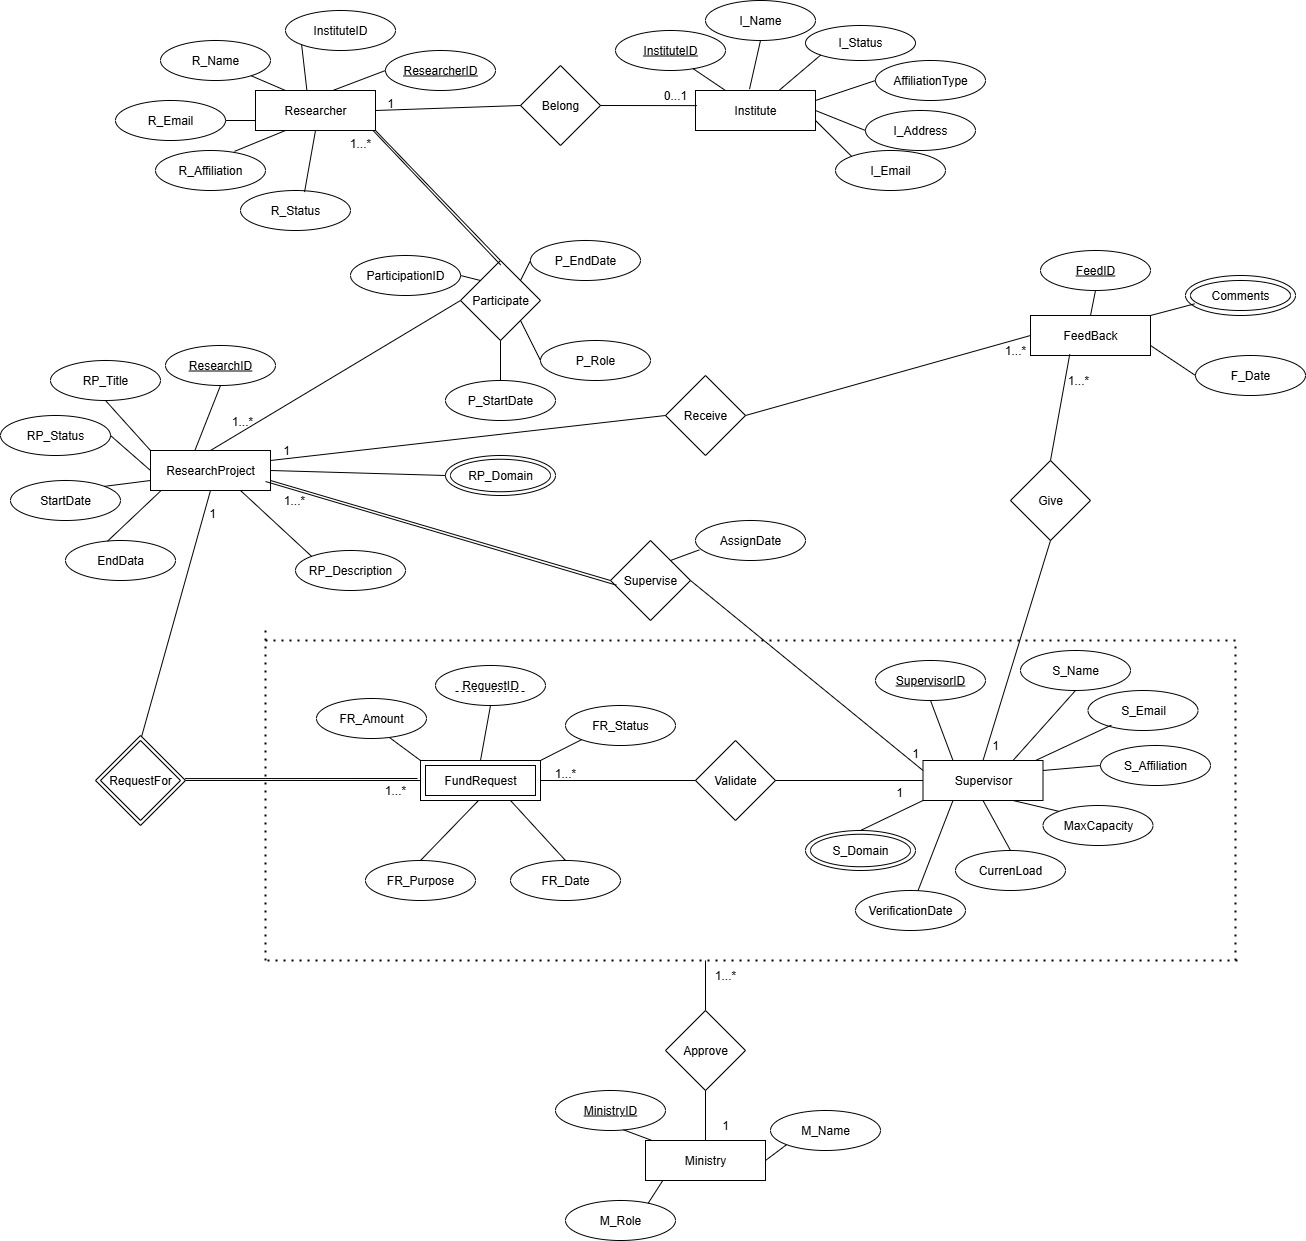 I_Name
InstituteID
I_Status
R_Name
InstituteID
ResearcherID
AffiliationType
Researcher
1
Belong
0...1
Institute
R_Email
I_Address
1...*
R_Affiliation
I_Email
R_Status
P_EndDate
ParticipationID
FeedID
Comments
Participate
FeedBack
1...*
P_Role
ResearchID
RP_Title
1...*
F_Date
P_StartDate
Receive
1...*
RP_Status
1
ResearchProject
RP_Domain
StartDate
1...*
Give
1
AssignDate
EndData
RP_Description
Supervise
S_Name
SupervisorID
RequestID
S_Email
FR_Amount
FR_Status
1
1
S_Affiliation
RequestFor
FundRequest
1...*
Validate
Supervisor
1...*
1
MaxCapacity
S_Domain
CurrenLoad
FR_Purpose
FR_Date
VerificationDate
1...*
Approve
MinistryID
1
M_Name
Ministry
M_Role